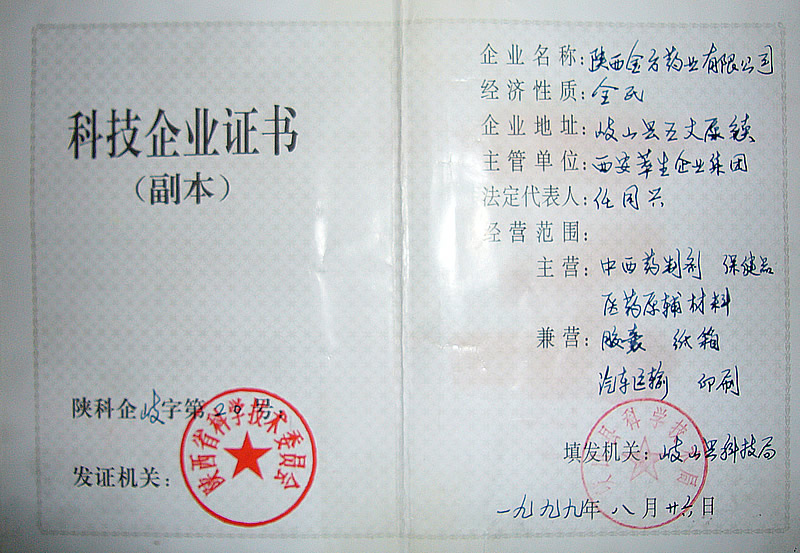 科技企业证书
（副本）
陕科企岐字第20号
发证机关：
陕西省科学技术委员会
企业名称：陕西金方药业有限公司
经济性质：全民
企业地址：岐山县五丈原镇
主管单位：西安华生企业集团
法定代表人：任同兴
经营范围：
主营：中西药制剂 保健品
医药原辅材料
兼营：胶囊 纸箱
汽车运输 印刷
填发机关：岐山县科技局
一九九九年八月廿六日